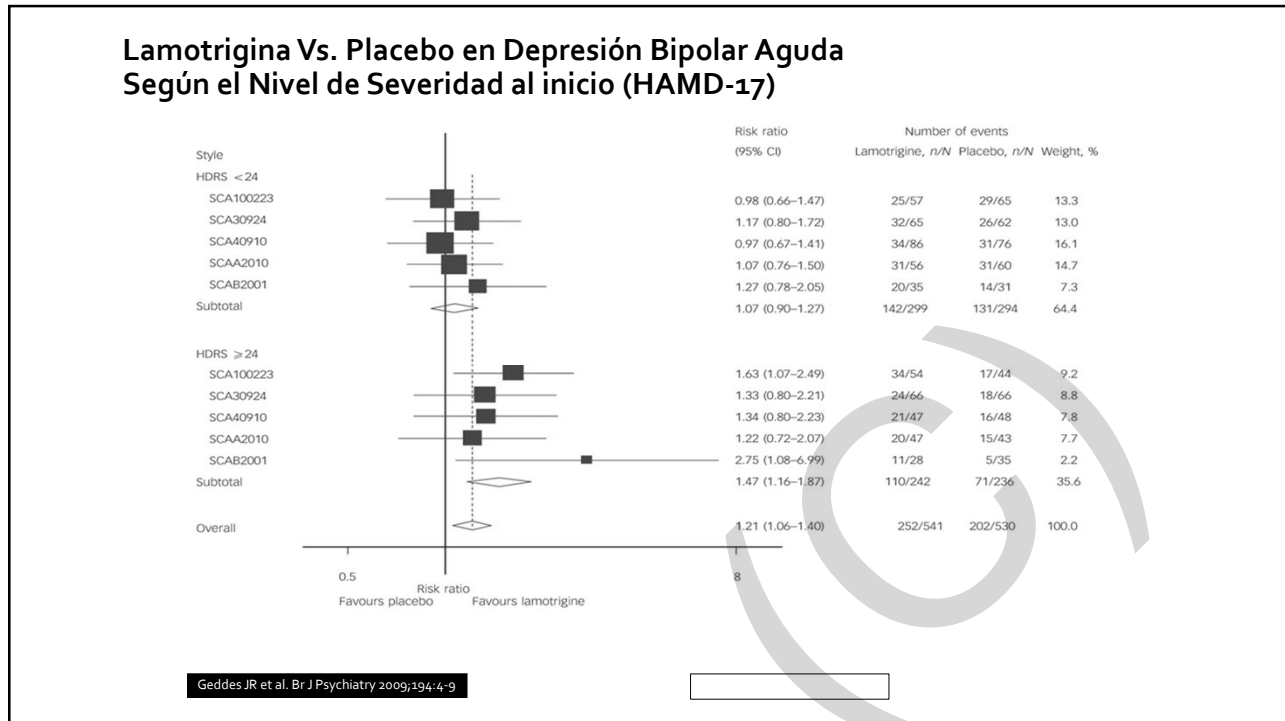 Lamotrigina Vs. Placebo en Depresión Bipolar Aguda
Según el Nivel de Severidad al inicio (HAMD-17)
Risk ratio Number of events
Style (95% CI) Lamotrigine, n/N Placebo, n/N Weight, %
HDRS <24
SCA100223 0.98 (0.66–1.47) 25/57 29/65 13.3
SCA30924 1.17 (0.80–1.72) 32/65 26/62 13.0
SCA40910 0.97 (0.67–1.41) 34/86 31/76 16.1
SCAA2010 1.07 (0.76–1.50) 31/56 31/60 14.7
SCAB2001 1.27 (0.78–2.05) 20/35 14/31 7.3
Subtotal 1.07 (0.90–1.27) 142/299 131/294 64.4
HDRS ⩾24
SCA100223 1.63 (1.07–2.49) 34/54 17/44 9.2
SCA30924 1.33 (0.80–2.21) 24/66 18/66 8.8
SCA40910 1.34 (0.80–2.23) 21/47 16/48 7.8
SCAA2010 1.22 (0.72–2.07) 20/47 15/43 7.7
SCAB2001 2.75 (1.08–6.99) 11/28 5/35 2.2
Subtotal 1.47 (1.16–1.87) 110/242 71/236 35.6
Overall 1.21 (1.06–1.40) 252/541 202/530 100.0
0.5 8
Risk ratio
Favours placebo Favours lamotrigine
Geddes JR et al. Br J Psychiatry 2009;194:4-9
(C)